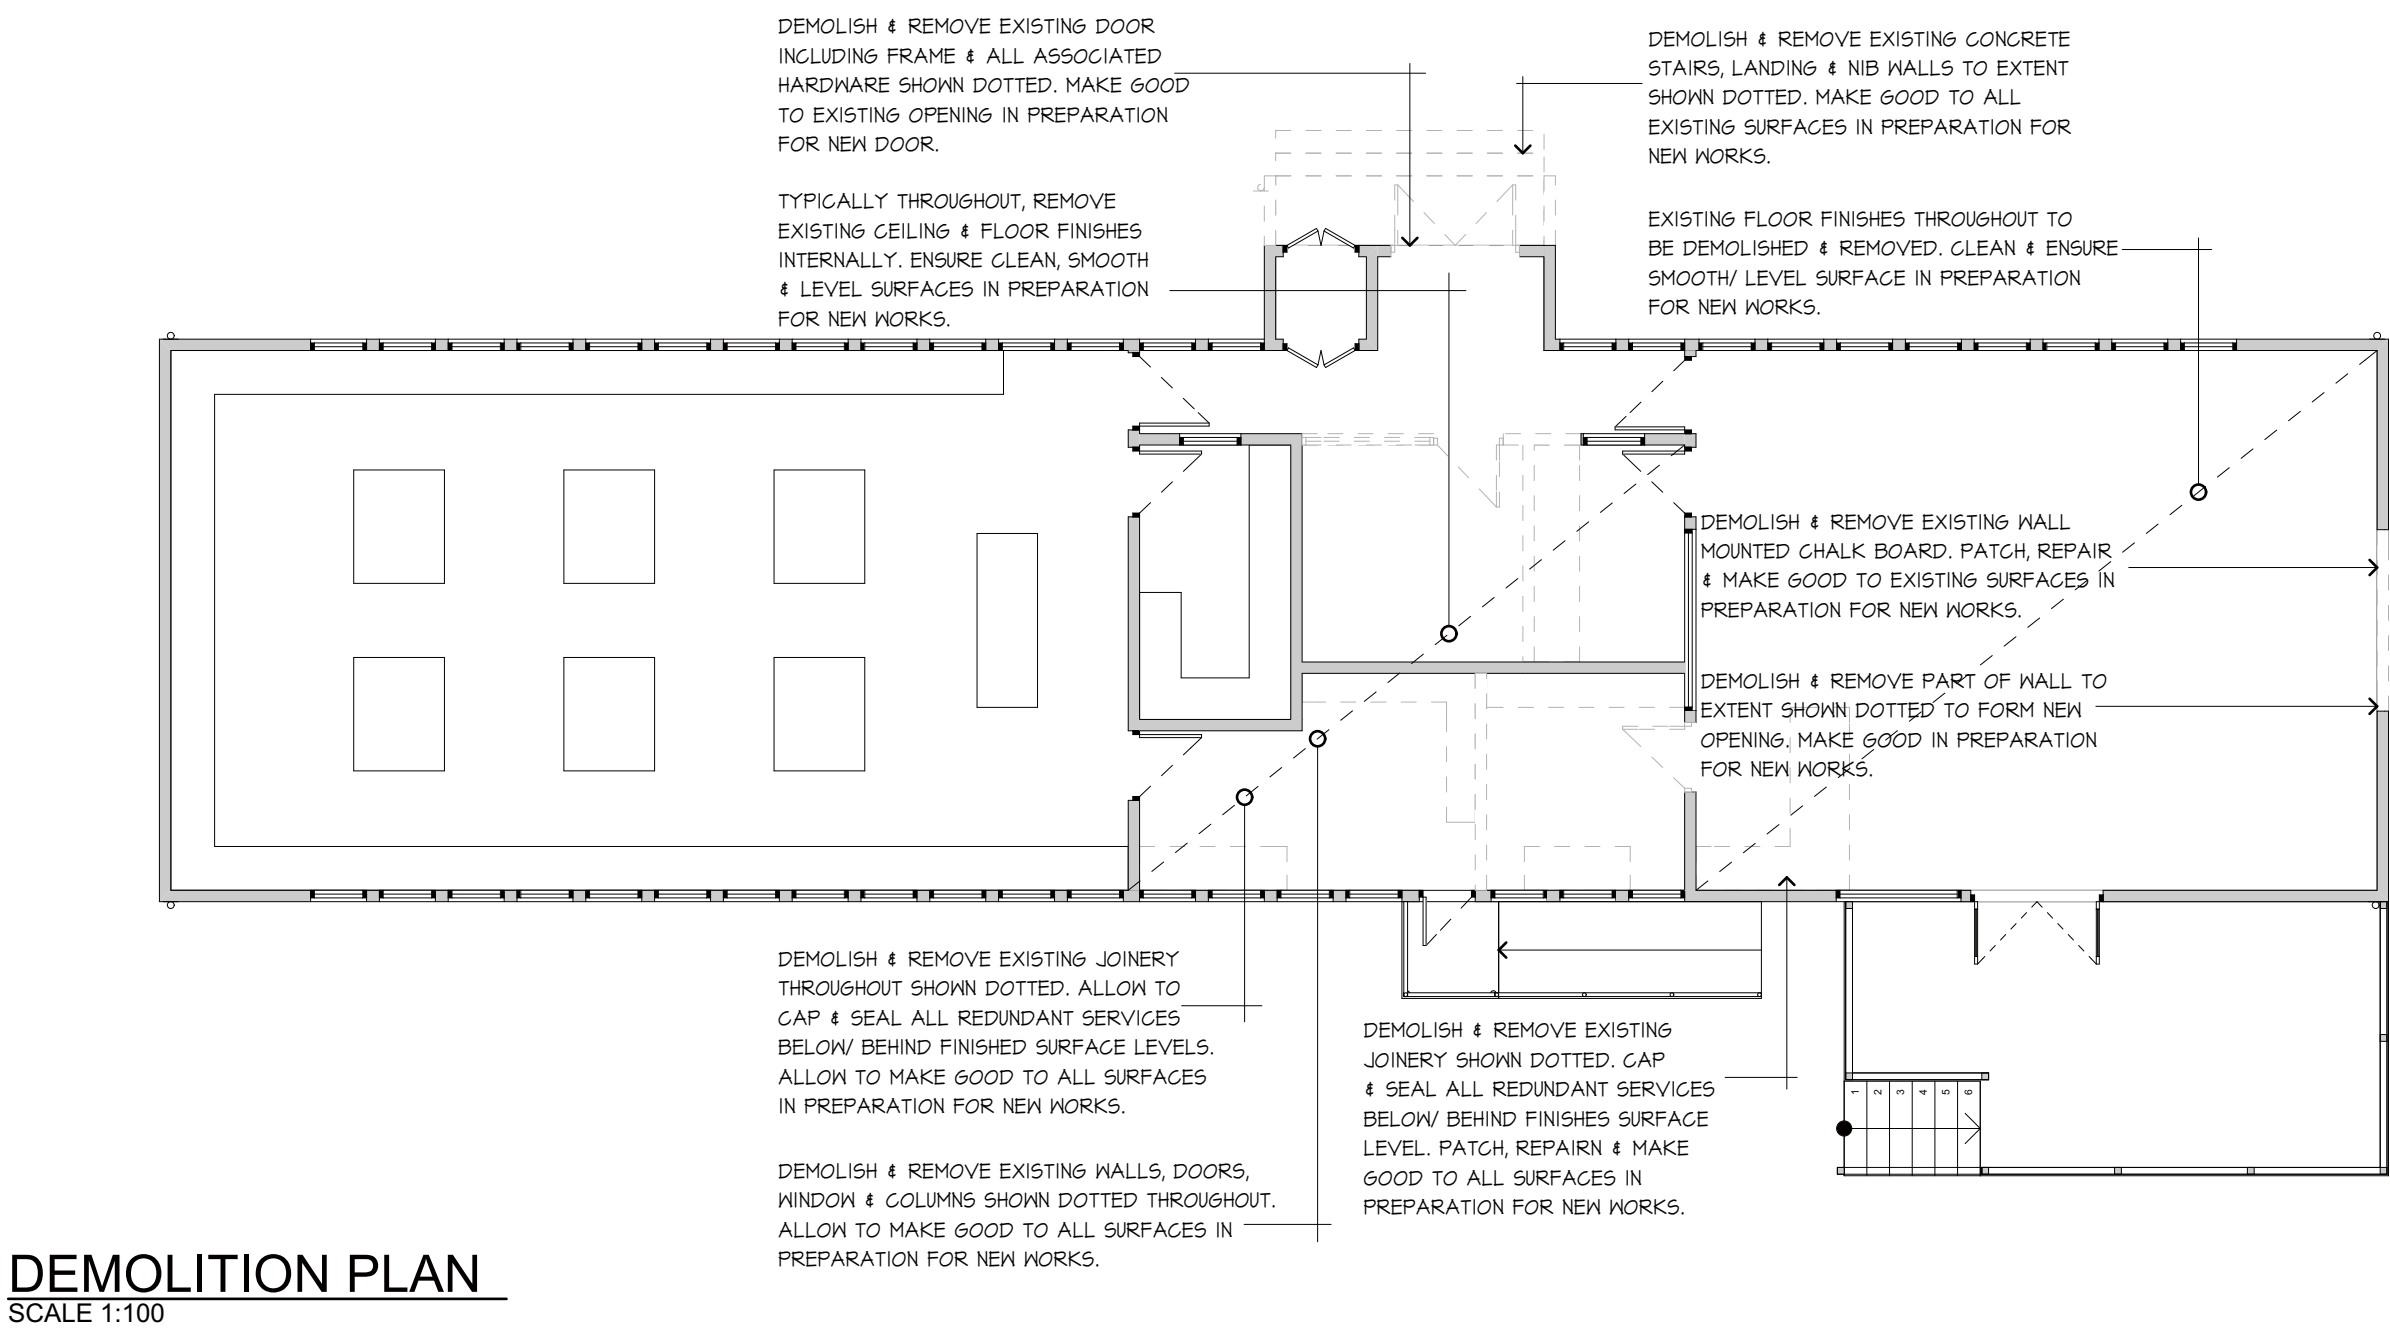 DEMOLISH & REMOVE EXISTING DOOR
INCLUDING FRAME & ALL ASSOCIATED
HARDWARE SHOWN DOTTED. MAKE GOOD
TO EXISTING OPENING IN PREPARATION
FOR NEW DOOR.
TYPICALLY THROUGHOUT, REMOVE
EXISTING CEILING & FLOOR FINISHES
INTERNALLY. ENSURE CLEAN, SMOOTH
& LEVEL SURFACES IN PREPARATION
FOR NEW WORKS.
DEMOLISH & REMOVE EXISTING CONCRETE
STAIRS, LANDING & NIB WALLS TO EXTENT
SHOWN DOTTED. MAKE GOOD TO ALL
EXISTING SURFACES IN PREPARATION FOR
NEW WORKS.
EXISTING FLOOR FINISHES THROUGHOUT TO
BE DEMOLISHED & REMOVED. CLEAN & ENSURE
SMOOTH/ LEVEL SURFACE IN PREPARATION
FOR NEW WORKS.
DEMOLISH & REMOVE EXISTING WALL
MOUNTED CHALK BOARD. PATCH, REPAIR
& MAKE GOOD TO EXISTING SURFACES IN
PREPARATION FOR NEW WORKS.
DEMOLISH & REMOVE PART OF WALL TO
EXTENT SHOWN DOTTED TO FORM NEW
OPENING. MAKE GOOD IN PREPARATION
FOR NEW WORKS.
DEMOLISH & REMOVE EXISTING JOINERY
THROUGHOUT SHOWN DOTTED. ALLOW TO
CAP & SEAL ALL REDUNDANT SERVICES
BELOW/ BEHIND FINISHED SURFACE LEVELS.
ALLOW TO MAKE GOOD TO ALL SURFACES
IN PREPARATION FOR NEW WORKS.
DEMOLISH & REMOVE EXISTING WALLS, DOORS,
WINDOW & COLUMNS SHOWN DOTTED THROUGHOUT.
ALLOW TO MAKE GOOD TO ALL SURFACES IN
PREPARATION FOR NEW WORKS.
DEMOLISH & REMOVE EXISTING
JOINERY SHOWN DOTTED. CAP
& SEAL ALL REDUNDANT SERVICES
BELOW/ BEHIND FINISHES SURFACE
LEVEL. PATCH, REPAIRN & MAKE
GOOD TO ALL SURFACES IN
PREPARATION FOR NEW WORKS.
1 2 3 4 5 6
DEMOLITION PLAN
SCALE 1:100